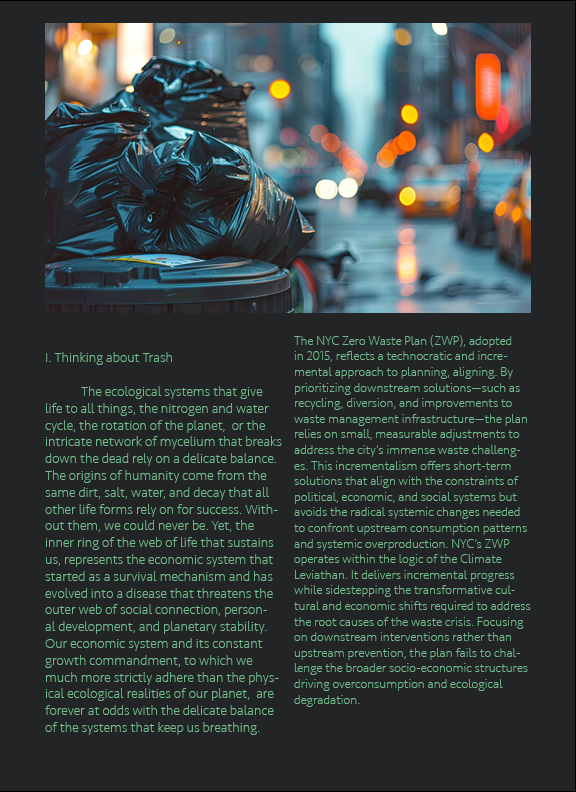 I. Thinking about Trash
The ecological systems that give
life to all things, the nitrogen and water
cycle, the rotation of the planet,  or the
intricate network of mycelium that breaks
down the dead rely on a delicate balance.
The origins of humanity come from the
same dirt, salt, water, and decay that all
other life forms rely on for success. With-
out them, we could never be. Yet, the
inner ring of the web of life that sustains
us, represents the economic system that
started as a survival mechanism and has
evolved into a disease that threatens the
outer web of social connection, person-
al development, and planetary stability.
Our economic system and its constant
growth commandment, to which we
much more strictly adhere than the phys-
ical ecological realities of our planet,  are
forever at odds with the delicate balance
of the systems that keep us breathing.
The NYC Zero Waste Plan (ZWP), adopted
in 2015, reflects a technocratic and incre-
mental approach to planning, aligning. By
prioritizing downstream solutions—such as
recycling, diversion, and improvements to
waste management infrastructure—the plan
relies on small, measurable adjustments to
address the city's immense waste challeng-
es. This incrementalism offers short-term
solutions that align with the constraints of
political, economic, and social systems but
avoids the radical systemic changes needed
to confront upstream consumption patterns
and systemic overproduction. NYC's ZWP
operates within the logic of the Climate
Leviathan. It delivers incremental progress
while sidestepping the transformative cul-
tural and economic shifts required to address
the root causes of the waste crisis. Focusing
on downstream interventions rather than
upstream prevention, the plan fails to chal-
lenge the broader socio-economic structures
driving overconsumption and ecological
degradation.